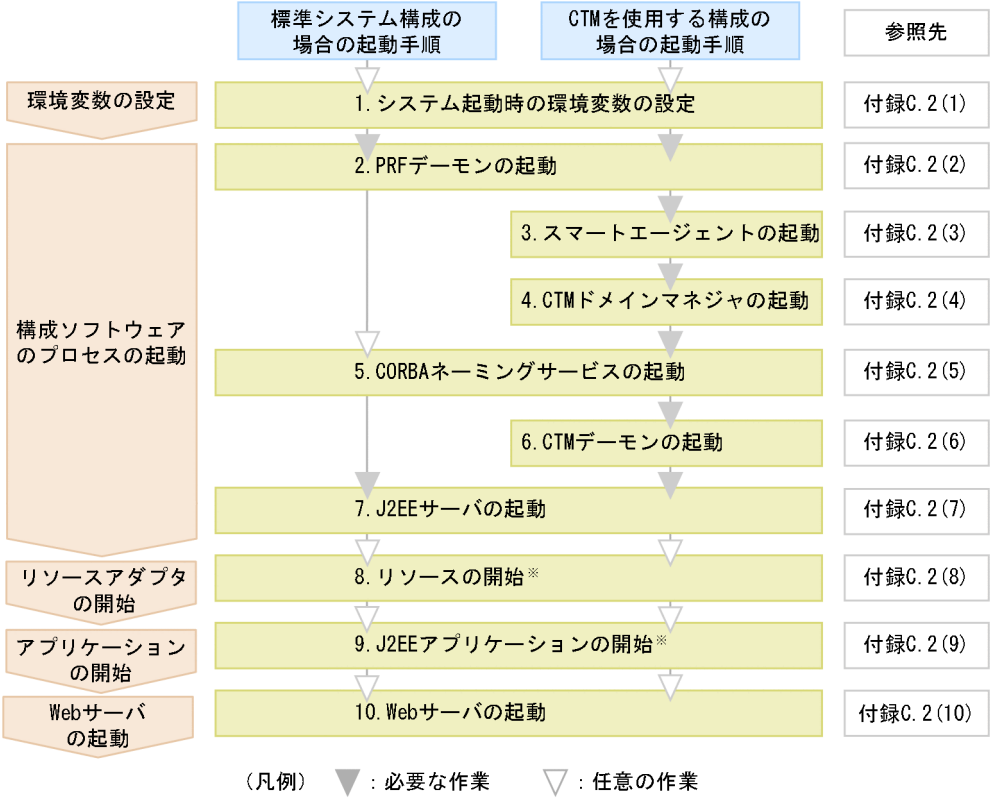 標準システム構成の
場合の起動手順
CTMを使用する構成の
場合の起動手順
参照先
環境変数の設定
1.システム起動時の環境変数の設定
付録C.2(1)
2.PRFデーモンの起動
付録C.2(2)
3.スマートエージェントの起動
付録C.2(3)
4.CTMドメインマネジャの起動
付録C.2(4)
構成ソフトウェア
のプロセスの起動
5.CORBAネーミングサービスの起動
付録C.2(5)
6.CTMデーモンの起動
付録C.2(6)
7.J2EEサーバの起動
付録C.2(7)
リソースアダプタ
の開始
8.リソースの開始※
付録C.2(8)
アプリケーション
の開始
9.J2EEアプリケーションの開始※
付録C.2(9)
Webサーバ
の起動
10.Webサーバの起動
付録C.2(10)
(凡例) :必要な作業 :任意の作業